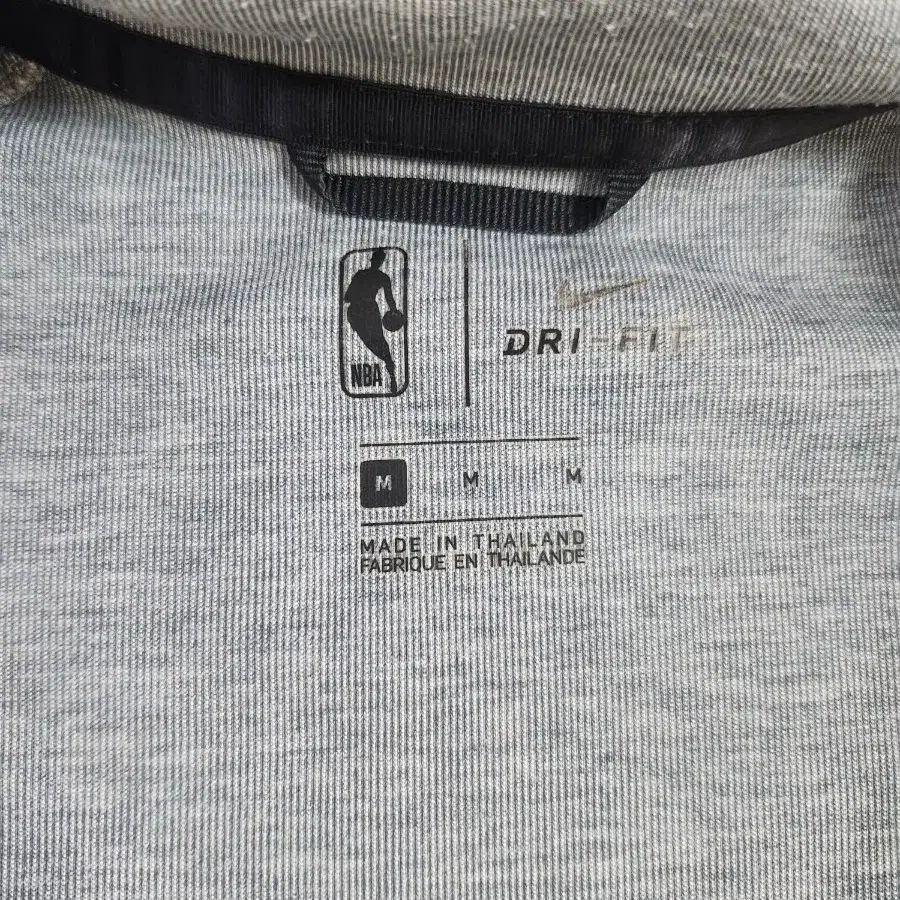 NBA
DRI-FIT
M M M
MADE IN THAILAND
FABRIQUE EN THAILANDE